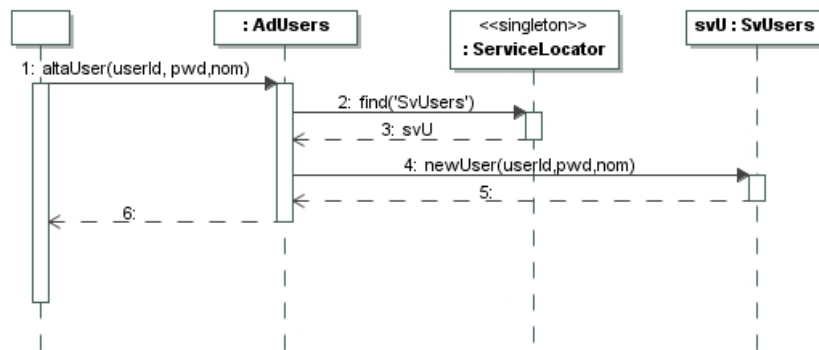 : AdUsers
<<singleton>>
: ServiceLocator
svU : SvUsers
1: altaUser(userId, pwd,nom)
2: find('SvUsers')
3: svU
4: newUser(userId,pwd,nom)
5:
6: